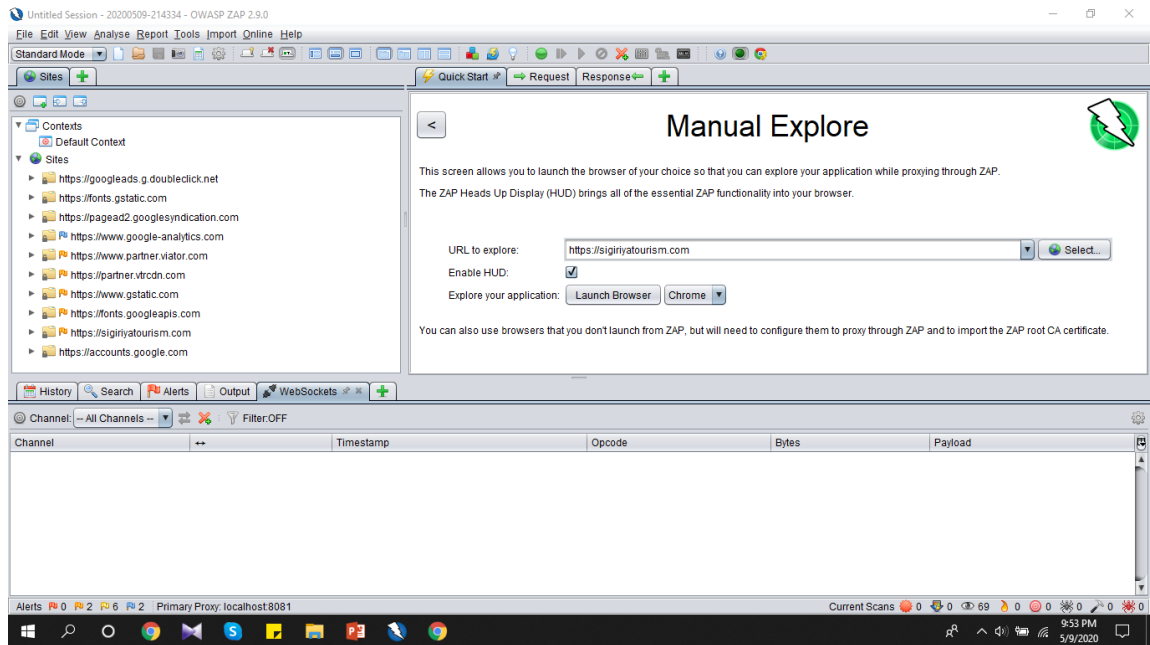 Untitled Session - 20200509-214334 - OWASP ZAP 2.9.0
File Edit View Analyse Report Tools Import Online Help
Standard Mode
Sites
Quick Start
Request
Response
Contexts
Default Context
Sites
https://googleads.g.doubleclick.net
https://fonts.gstatic.com
https://pagead2.googlesyndication.com
https://www.google-analytics.com
https://www.partner.viator.com
https://partner.vtrcdn.com
https://www.gstatic.com
https://fonts.googleapis.com
https://sigiriyatourism.com
https://accounts.google.com
<
Manual Explore
This screen allows you to launch the browser of your choice so that you can explore your application while proxying through ZAP.
The ZAP Heads Up Display (HUD) brings all of the essential ZAP functionality into your browser.
URL to explore: https://sigiriyatourism.com Select...
Enable HUD:
Explore your application: Launch Browser Chrome
You can also use browsers that you don't launch from ZAP, but will need to configure them to proxy through ZAP and to import the ZAP root CA certificate.
History Search Alerts Output WebSockets
Channel: -- All Channels -- Filter:OFF
Channel Timestamp Opcode Bytes Payload
Alerts 0 2 6 2 Primary Proxy: localhost:8081 Current Scans 0 0 69 0 0 0 0 0
9:53 PM
5/9/2020